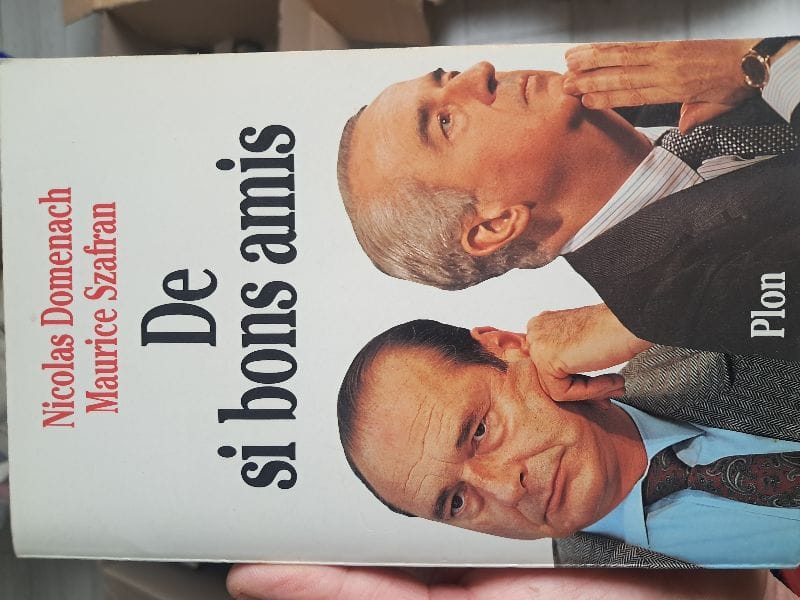 Nicolas Domenach
Maurice Szafran
De
si bons amis
Plon